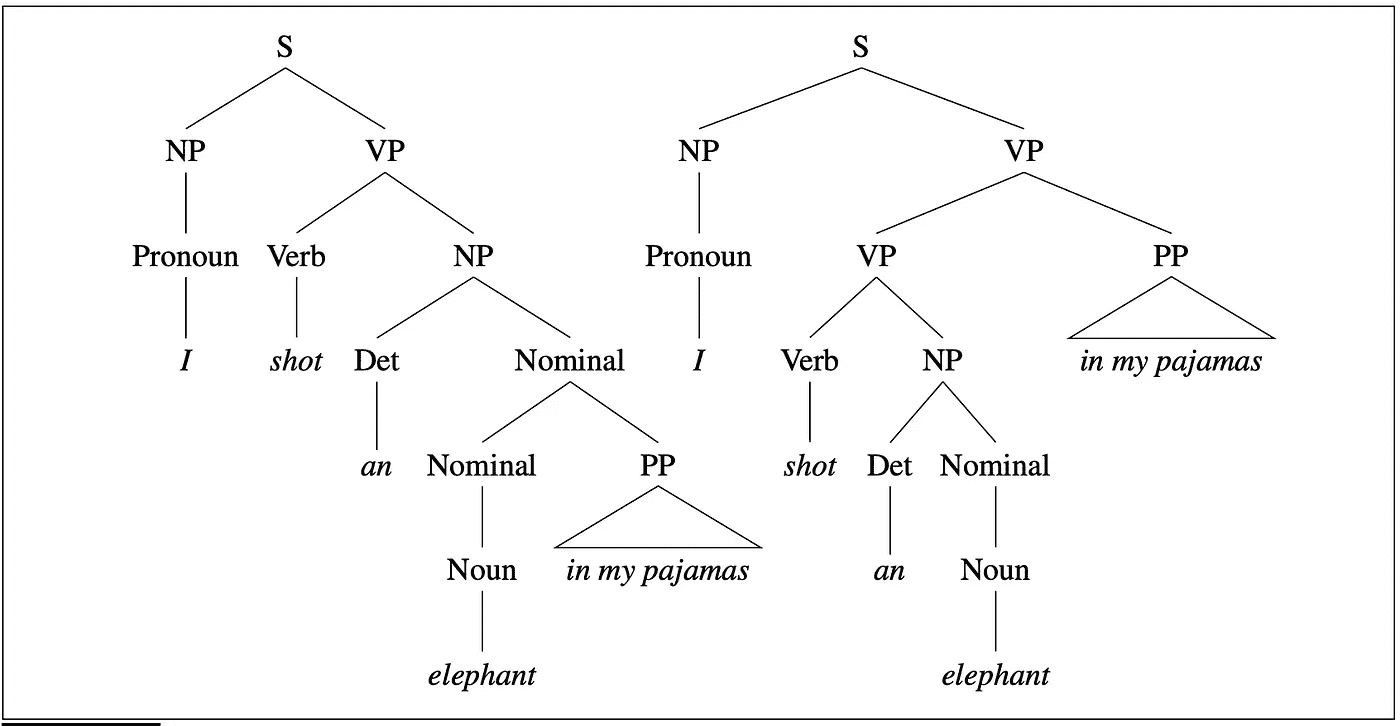 S S
NP VP NP VP
Pronoun Verb NP Pronoun VP PP
I shot Det Nominal I Verb NP in my pajamas
an Nominal PP shot Det Nominal
Noun in my pajamas an Noun
elephant elephant